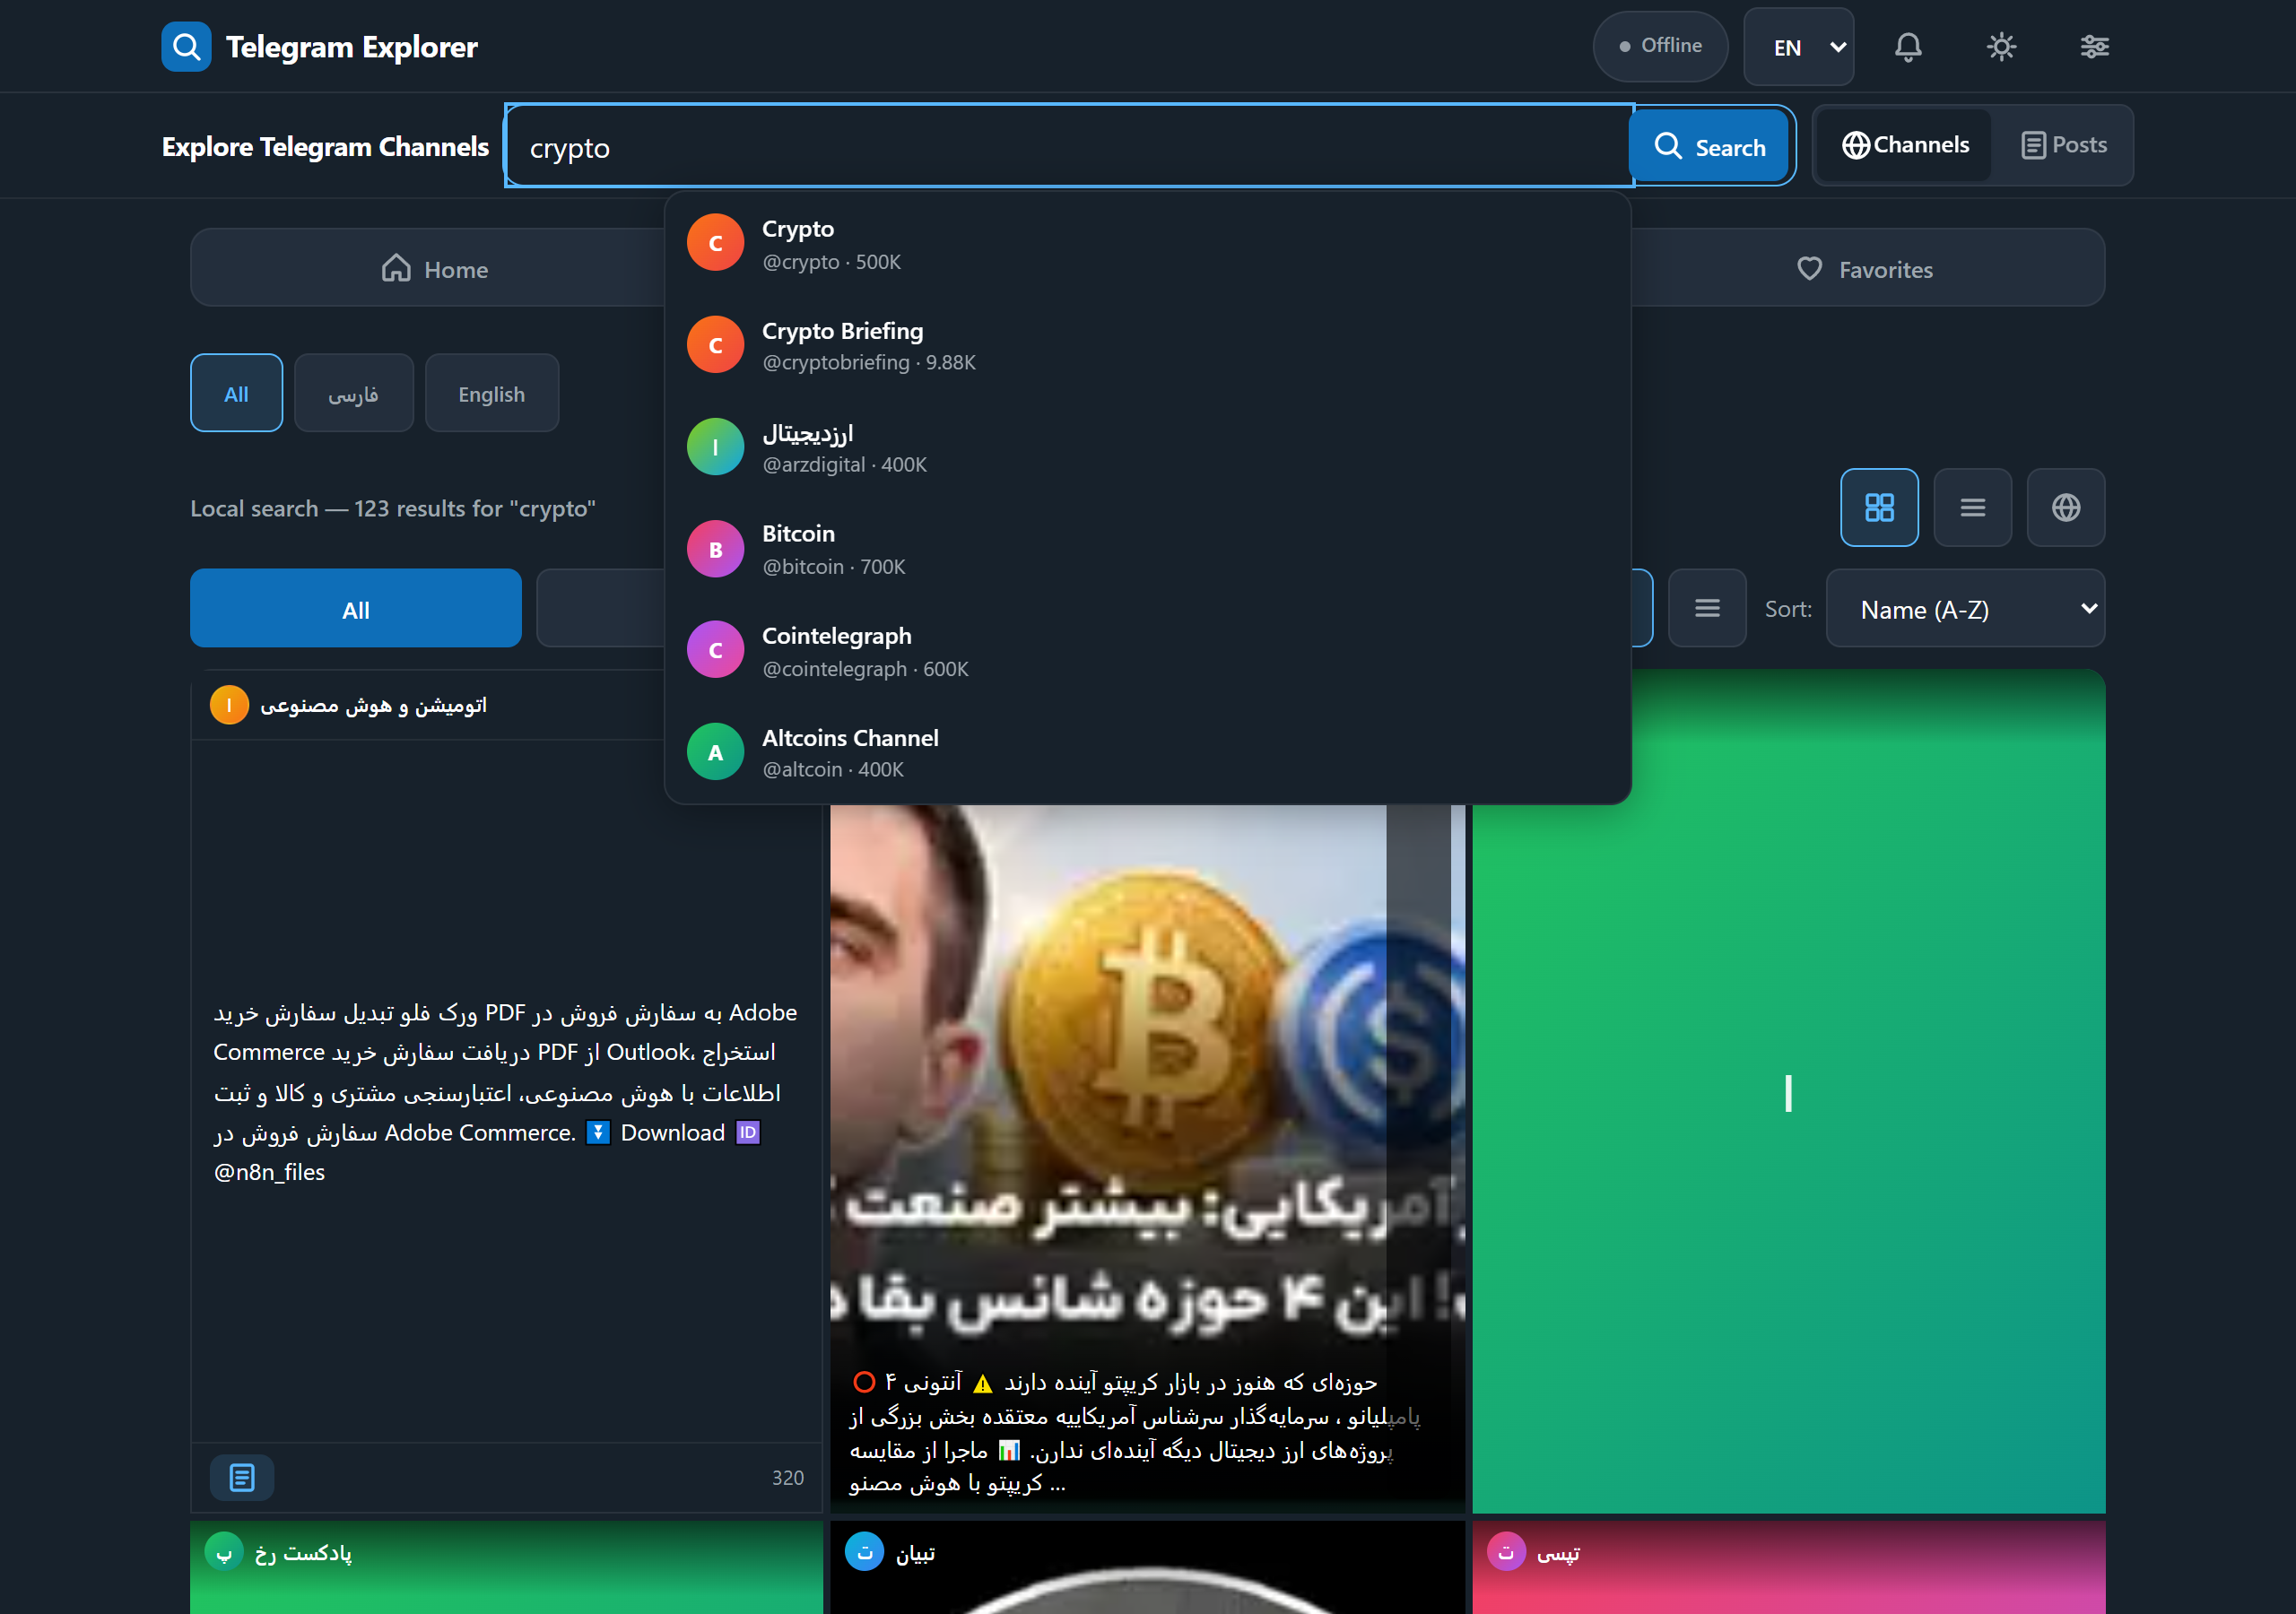 Telegram Explorer
Offline
EN
Explore Telegram Channels
crypto
Search
Channels
Posts
Home
Favorites
Crypto
@crypto · 500K
Crypto Briefing
@cryptobriefing · 9.88K
ارزدیجیتال
@arzdigital · 400K
Bitcoin
@bitcoin · 700K
Cointelegraph
@cointelegraph · 600K
Altcoins Channel
@altcoin · 400K
C
C
ا
B
C
A
All
فارسی
English
Local search — 123 results for "crypto"
All
Sort:
Name (A-Z)
ا
اتومیشن و هوش مصنوعی
ورک فلو تبدیل سفارش خرید PDF به سفارش فروش در Adobe
Commerce دریافت سفارش خرید PDF از Outlook، استخراج
اطلاعات با هوش مصنوعی، اعتبارسنجی مشتری و کالا و ثبت
سفارش فروش در Adobe Commerce. ⏬ Download 🆔
@n8n_files
320
آمریکایی: بیشتر صنعت
! این ۴ حوزه شانس بقا د
⭕ ۴ حوزه‌ای که هنوز در بازار کریپتو آینده دارند ⚠️ آنتونی
پامپلیانو ، سرمایه‌گذار سرشناس آمریکاییه معتقده بخش بزرگی از
پروژه‌های ارز دیجیتال دیگه آینده‌ای ندارن. 📊 ماجرا از مقایسه
کریپتو با هوش مصنو ...
ا
پ
پادکست رخ
ت
تبیان
ت
تپسی